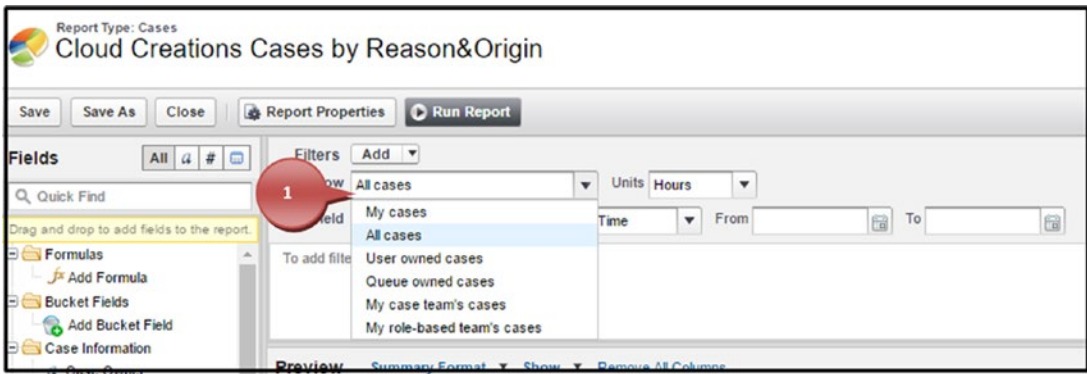 Report Type: Cases
Cloud Creations Cases by Reason&Origin
Save Save As Close Report Properties Run Report
Fields All a # Filters Add
1 All cases Units Hours
Quick Find
My cases Time From To
Drag and drop to add fields to the report.
All cases
Formulas To add filte User owned cases
fx Add Formula
Queue owned cases
Bucket Fields My case team's cases
Add Bucket Field My role-based team's cases
Case Information
Preview Summary Format Show Remove All Columns